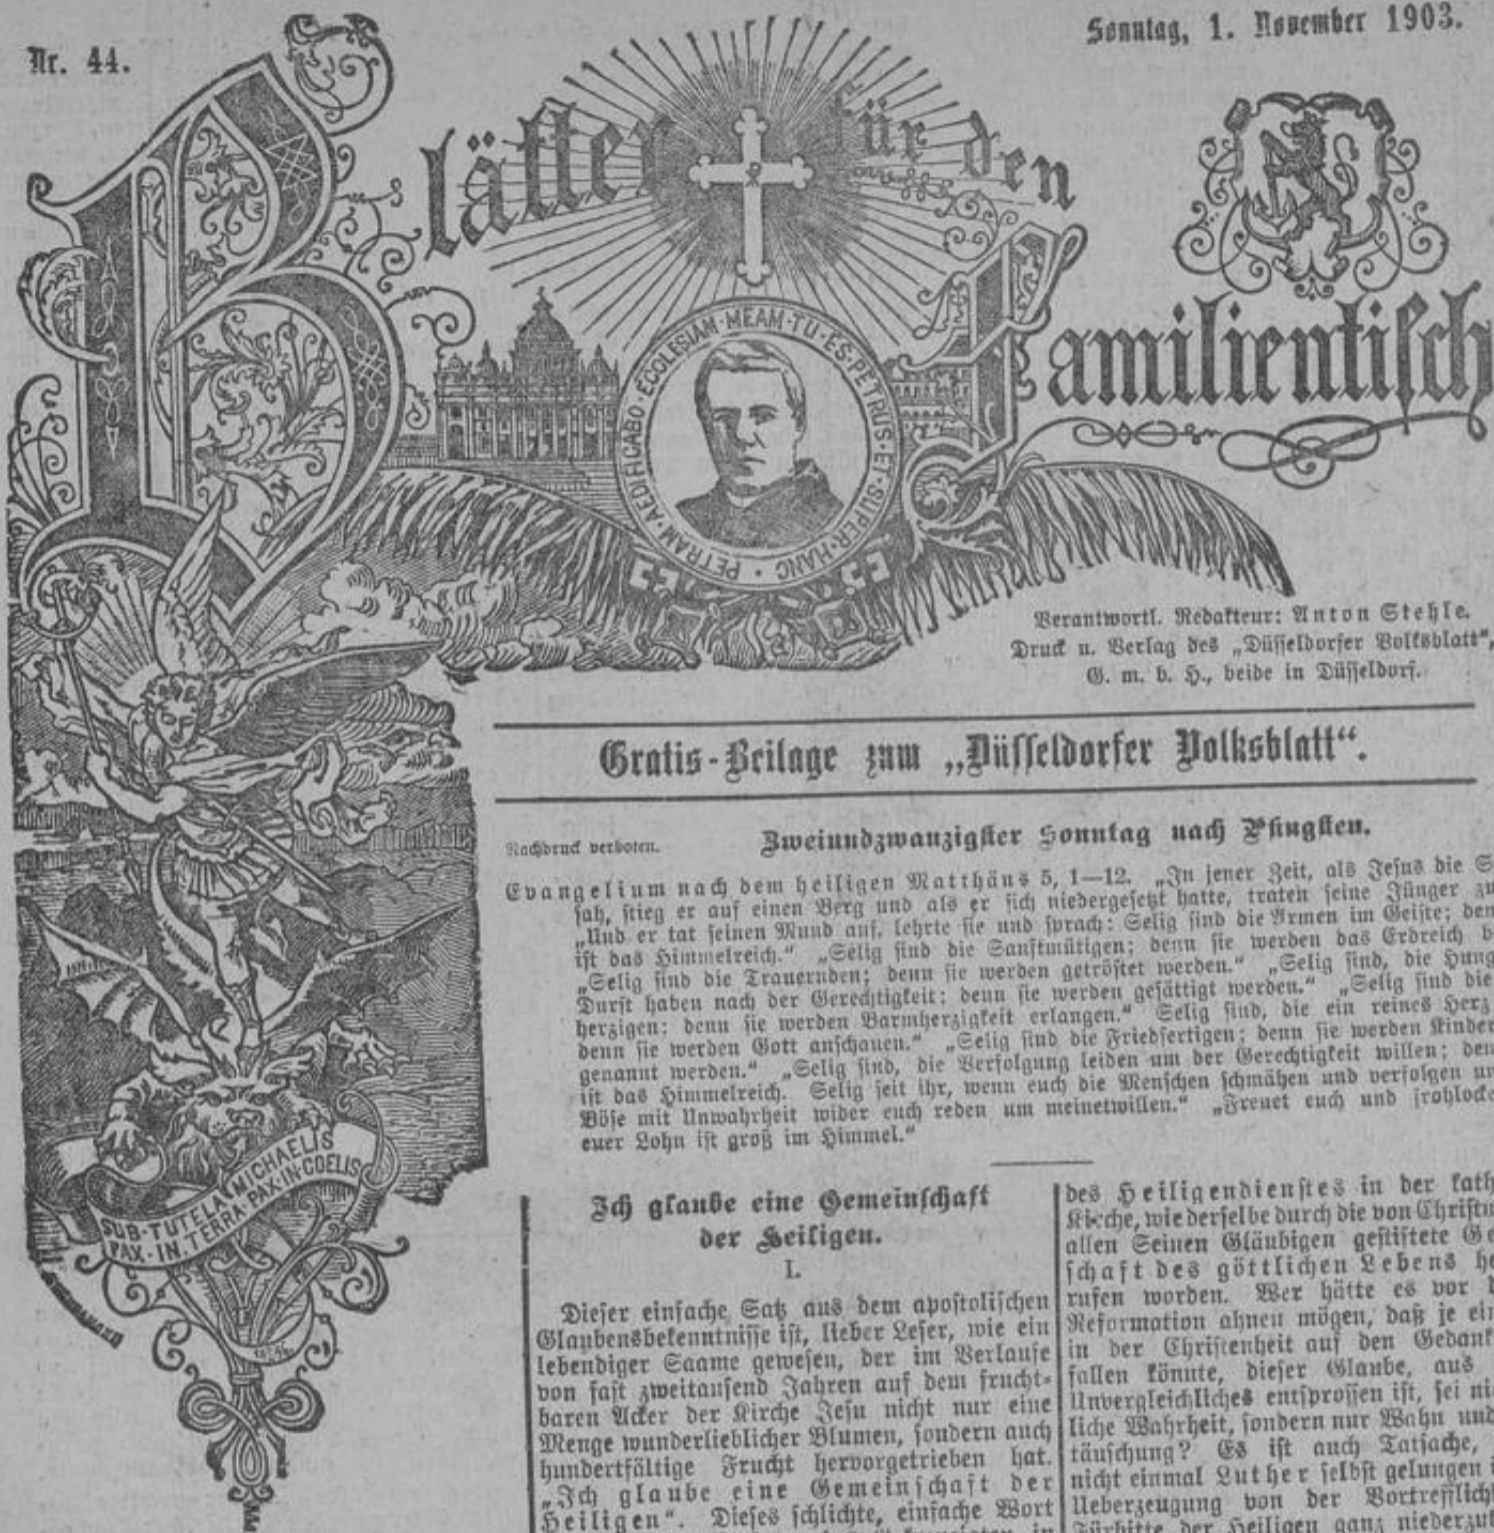 Nr. 44.
Sonntag, 1. November 1903.
Blätter für den
Familientisch
PETRAM · AEDIFICABO · ECCLESIAM · MEAM · TU · ES · PETRUS · ET · SUPER · HANC ·
Verantwortl. Redakteur: Anton Stehle.
Druck u. Verlag des „Düsseldorfer Volksblatt“,
G. m. b. H., beide in Düsseldorf.
Gratis-Beilage zum „Düsseldorfer Volksblatt“.
Nachdruck verboten.
Zweiundzwanzigster Sonntag nach Pfingsten.
Evangelium nach dem heiligen Matthäus 5, 1—12. „In jener Zeit, als Jesus die
sah, stieg er auf einen Berg und als er sich niedergesetzt hatte, traten seine Jünger zu
„Und er tat seinen Mund auf, lehrte sie und sprach: Selig sind die Armen im Geiste; den
ist das Himmelreich.“ „Selig sind die Sanftmütigen; denn sie werden das Erdreich b
„Selig sind die Trauernden; denn sie werden getröstet werden.“ „Selig sind, die Hung
Durst haben nach der Gerechtigkeit: denn sie werden gesättigt werden.“ „Selig sind die
herzigen; denn sie werden Barmherzigkeit erlangen.“ Selig sind, die ein reines Herz
denn sie werden Gott anschauen.“ „Selig sind die Friedfertigen; denn sie werden Kinder
genannt werden.“ „Selig sind, die Verfolgung leiden um der Gerechtigkeit willen; den
ist das Himmelreich. Selig seit ihr, wenn euch die Menschen schmähen und verfolgen un
Böse mit Unwahrheit wider euch reden um meinetwillen.“ „Freuet euch und frohlocke
euer Lohn ist groß im Himmel.“
SUB · TUTELA MICHAELIS
PAX · IN · TERRA · PAX · IN · COELIS
Ich glaube eine Gemeinschaft
der Heiligen.
I.
Dieser einfache Satz aus dem apostolischen
Glaubensbekenntnisse ist, lieber Leser, wie ein
lebendiger Saame gewesen, der im Verlaufe
von fast zweitausend Jahren auf dem frucht-
baren Acker der Kirche Jesu nicht nur eine
Menge wunderlieblicher Blumen, sondern auch
hundertfältige Frucht hervorgetrieben hat.
„Ich glaube eine Gemeinschaft der
Heiligen“. Dieses schlichte, einfache Wort
des Heiligendienstes in der kath
Kirche, wie derselbe durch die von Christu
allen Seinen Gläubigen gestiftete Ge
schaft des göttlichen Lebens he
rufen worden. Wer hätte es vor d
Reformation ahnen mögen, daß je ein
in der Christenheit auf den Gedank
fallen könnte, dieser Glaube, aus
Unvergleichliches entsprossen ist, sei ni
liche Wahrheit, sondern nur Wahn und
täuschung? Es ist auch Tatsache,
nicht einmal Luther selbst gelungen i
Ueberzeugung von der Vortrefflich
Fürbitte der Heiligen ganz niederzu